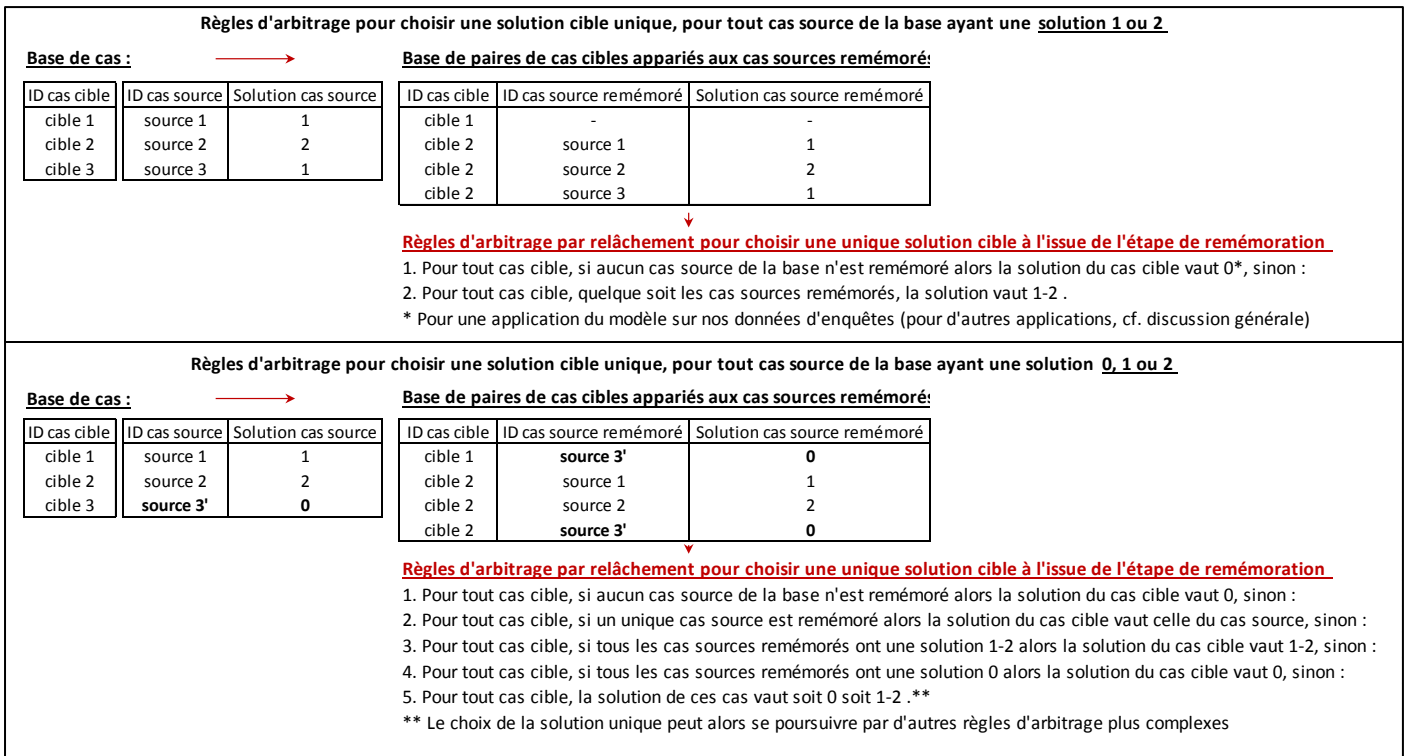 Règles d'arbitrage pour choisir une solution cible unique, pour tout cas source de la base ayant une solution 1 ou 2
Base de cas :
Base de paires de cas cibles appariés aux cas sources remémorés
ID cas cible ID cas source Solution cas source ID cas cible ID cas source remémoré Solution cas source remémoré
cible 1 source 1 1 cible 1 - -
cible 2 source 2 2 cible 2 source 1 1
cible 3 source 3 1 cible 2 source 2 2
cible 2 source 3 1
Règles d'arbitrage par relâchement pour choisir une unique solution cible à l'issue de l'étape de remémoration
1. Pour tout cas cible, si aucun cas source de la base n'est remémoré alors la solution du cas cible vaut 0*, sinon :
2. Pour tout cas cible, quelque soit les cas sources remémorés, la solution vaut 1-2 .
* Pour une application du modèle sur nos données d'enquêtes (pour d'autres applications, cf. discussion générale)
Règles d'arbitrage pour choisir une solution cible unique, pour tout cas source de la base ayant une solution 0, 1 ou 2
Base de cas :
Base de paires de cas cibles appariés aux cas sources remémorés
ID cas cible ID cas source Solution cas source ID cas cible ID cas source remémoré Solution cas source remémoré
cible 1 source 1 1 cible 1 source 3' 0
cible 2 source 2 2 cible 2 source 1 1
cible 3 source 3' 0 cible 2 source 2 2
cible 2 source 3' 0
Règles d'arbitrage par relâchement pour choisir une unique solution cible à l'issue de l'étape de remémoration
1. Pour tout cas cible, si aucun cas source de la base n'est remémoré alors la solution du cas cible vaut 0, sinon :
2. Pour tout cas cible, si un unique cas source est remémoré alors la solution du cas cible vaut celle du cas source, sinon :
3. Pour tout cas cible, si tous les cas sources remémorés ont une solution 1-2 alors la solution du cas cible vaut 1-2, sinon :
4. Pour tout cas cible, si tous les cas sources remémorés ont une solution 0 alors la solution du cas cible vaut 0, sinon :
5. Pour tout cas cible, la solution de ces cas vaut soit 0 soit 1-2 .**
** Le choix de la solution unique peut alors se poursuivre par d'autres règles d'arbitrage plus complexes